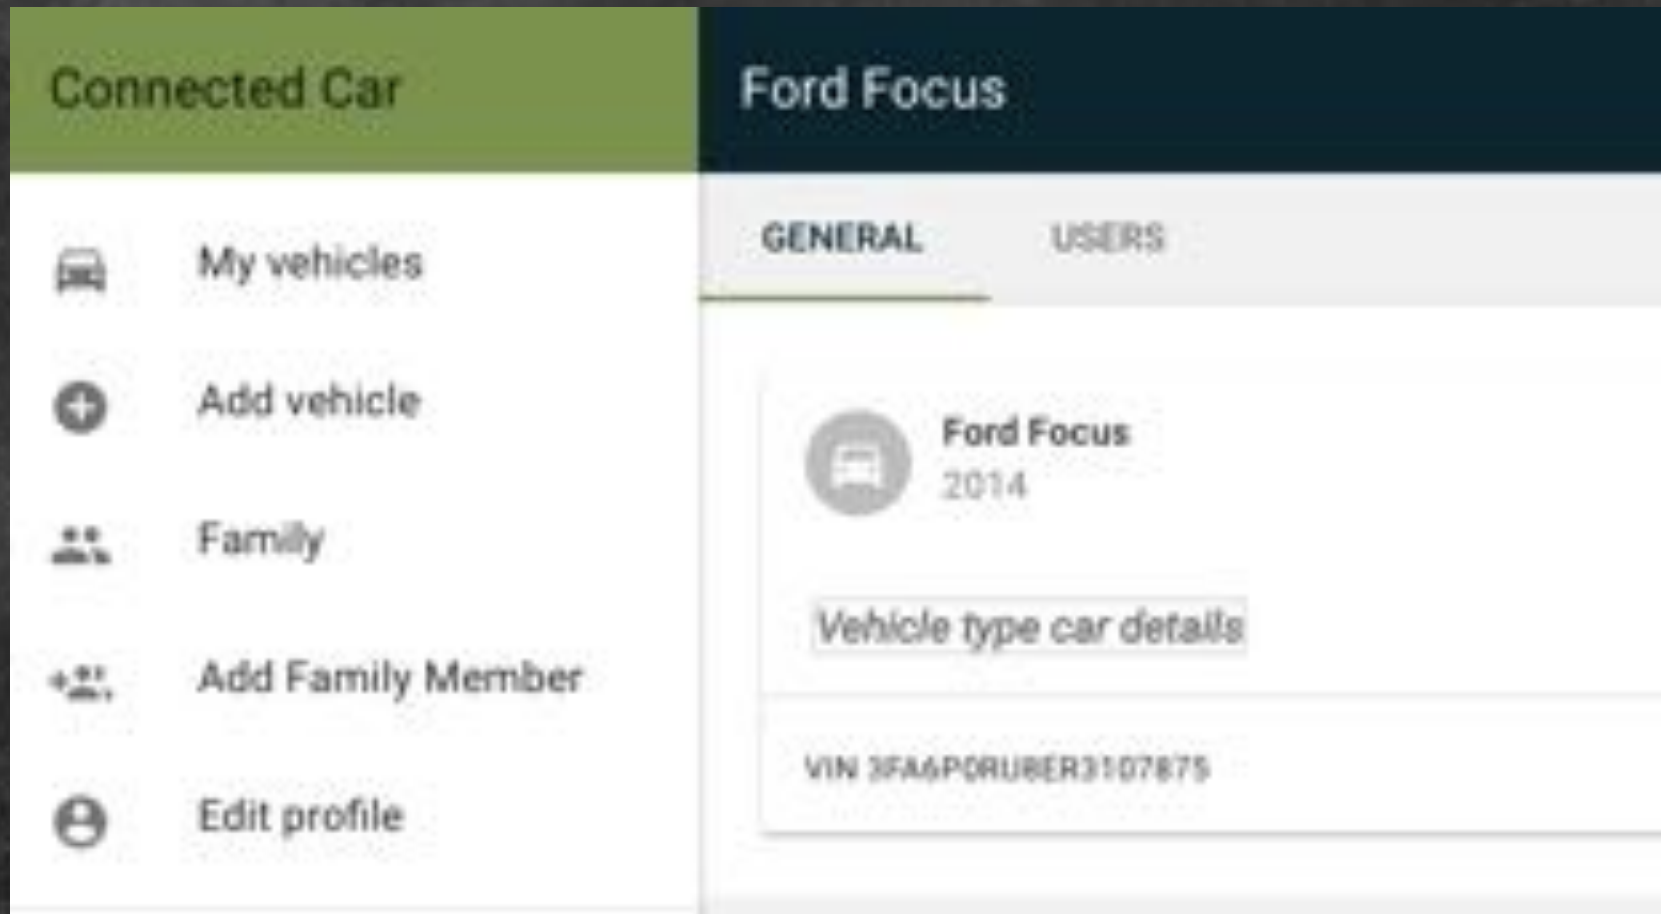 Connected Car
My vehicles
Add vehicle
Family
Add Family Member
Edit profile
Ford Focus
GENERAL
USERS
Ford Focus
2014
Vehicle type car details
VIN 3FA6P0RU8ER3107875